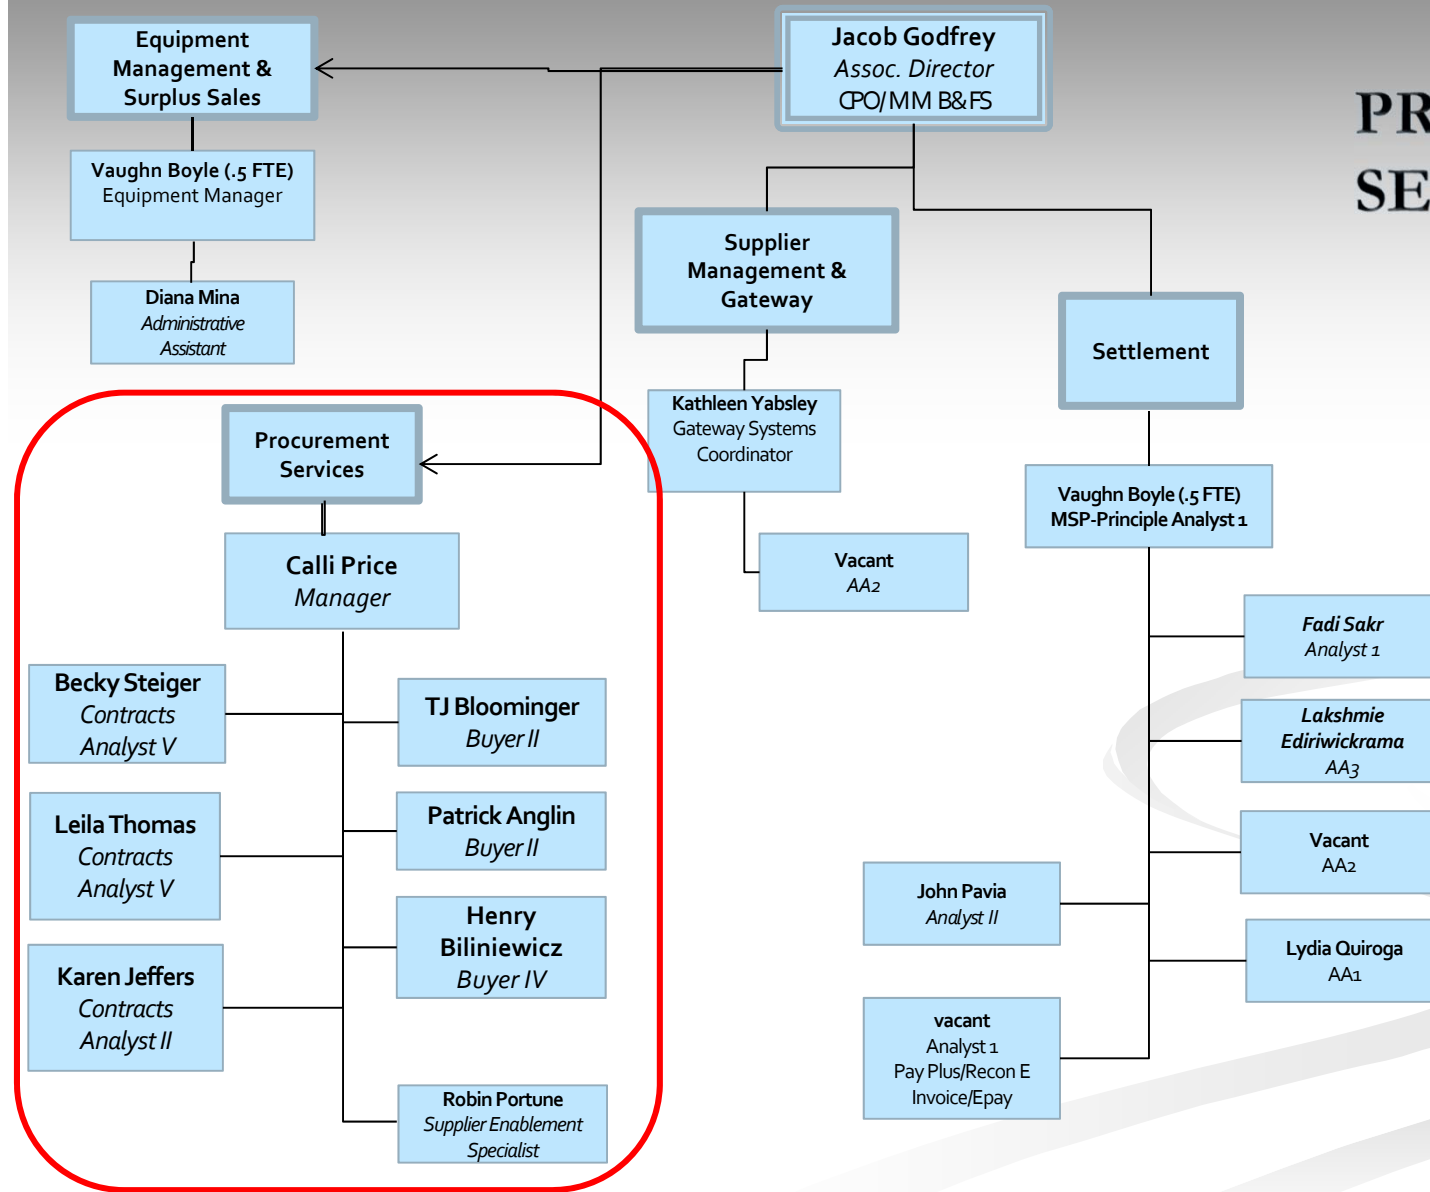 Equipment
Management &
Surplus Sales
Jacob Godfrey
Assoc. Director
CPO/MM B&FS
PR
SE
Vaughn Boyle (.5 FTE)
Equipment Manager
Diana Mina
Administrative
Assistant
Supplier
Management &
Gateway
Settlement
Kathleen Yabsley
Gateway Systems
Coordinator
Vacant
AA2
Procurement
Services
Calli Price
Manager
Becky Steiger
Contracts
Analyst V
Leila Thomas
Contracts
Analyst V
Karen Jeffers
Contracts
Analyst II
TJ Bloominger
Buyer II
Patrick Anglin
Buyer II
Henry
Biliniewicz
Buyer IV
Robin Portune
Supplier Enablement
Specialist
Vaughn Boyle (.5 FTE)
MSP-Principle Analyst 1
Fadi Sakr
Analyst 1
Lakshmie
Ediriwickrama
AA3
Vacant
AA2
Lydia Quiroga
AA1
John Pavia
Analyst II
vacant
Analyst 1
Pay Plus/Recon E
Invoice/Epay